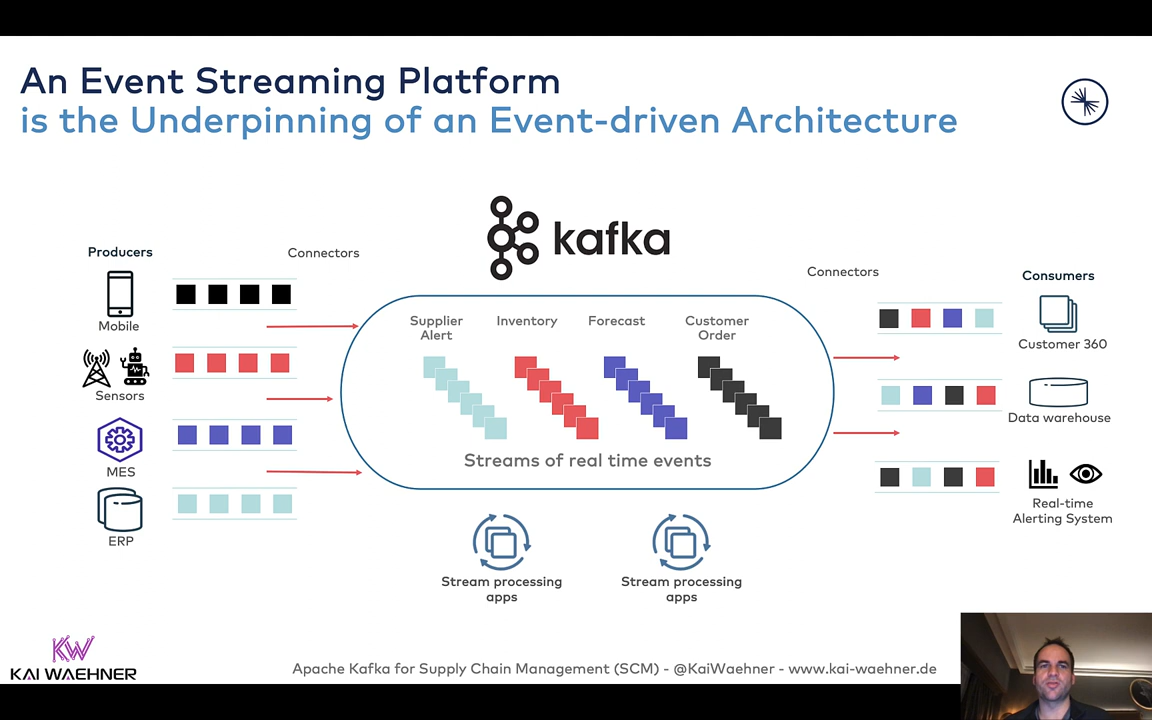 An Event Streaming Platform
is the Underpinning of an Event-driven Architecture
kafka
Producers
Connectors
Mobile
Sensors
MES
ERP
Supplier
Alert
Inventory
Forecast
Customer
Order
Streams of real time events
Stream processing
apps
Stream processing
apps
Connectors
Consumers
Customer 360
Data warehouse
Real-time
Alerting System
KW
KAI WAEHNER
Apache Kafka for Supply Chain Management (SCM) - @KaiWaehner - www.kai-waehner.de